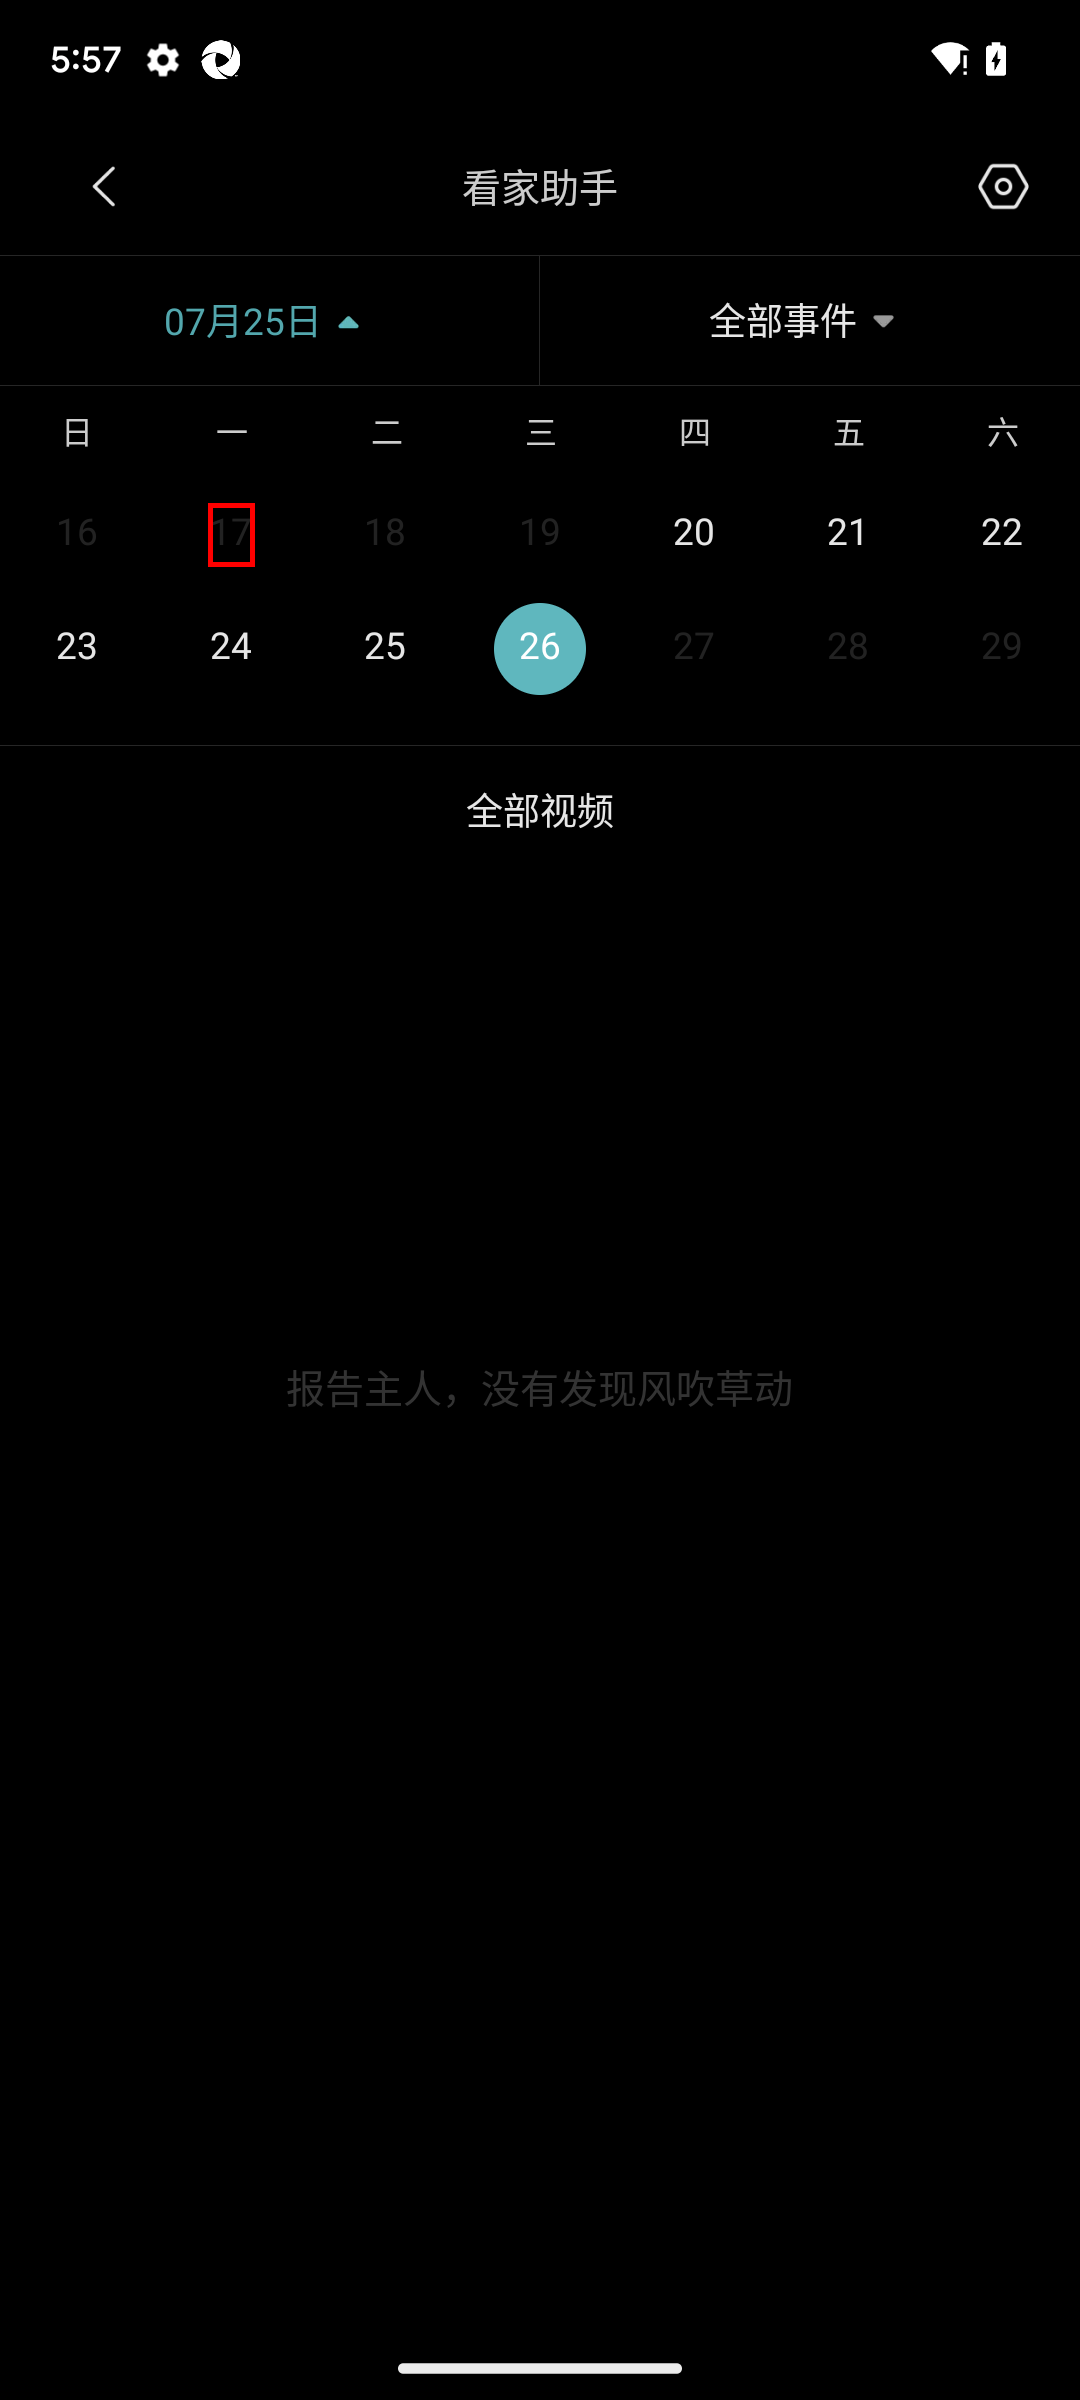 5:57
看家助手
07月25日 全部事件
日 一 二 三 四 五 六
16 17 18 19 20 21 22
23 24 25 26 27 28 29
全部视频
报告主人，没有发现风吹草动